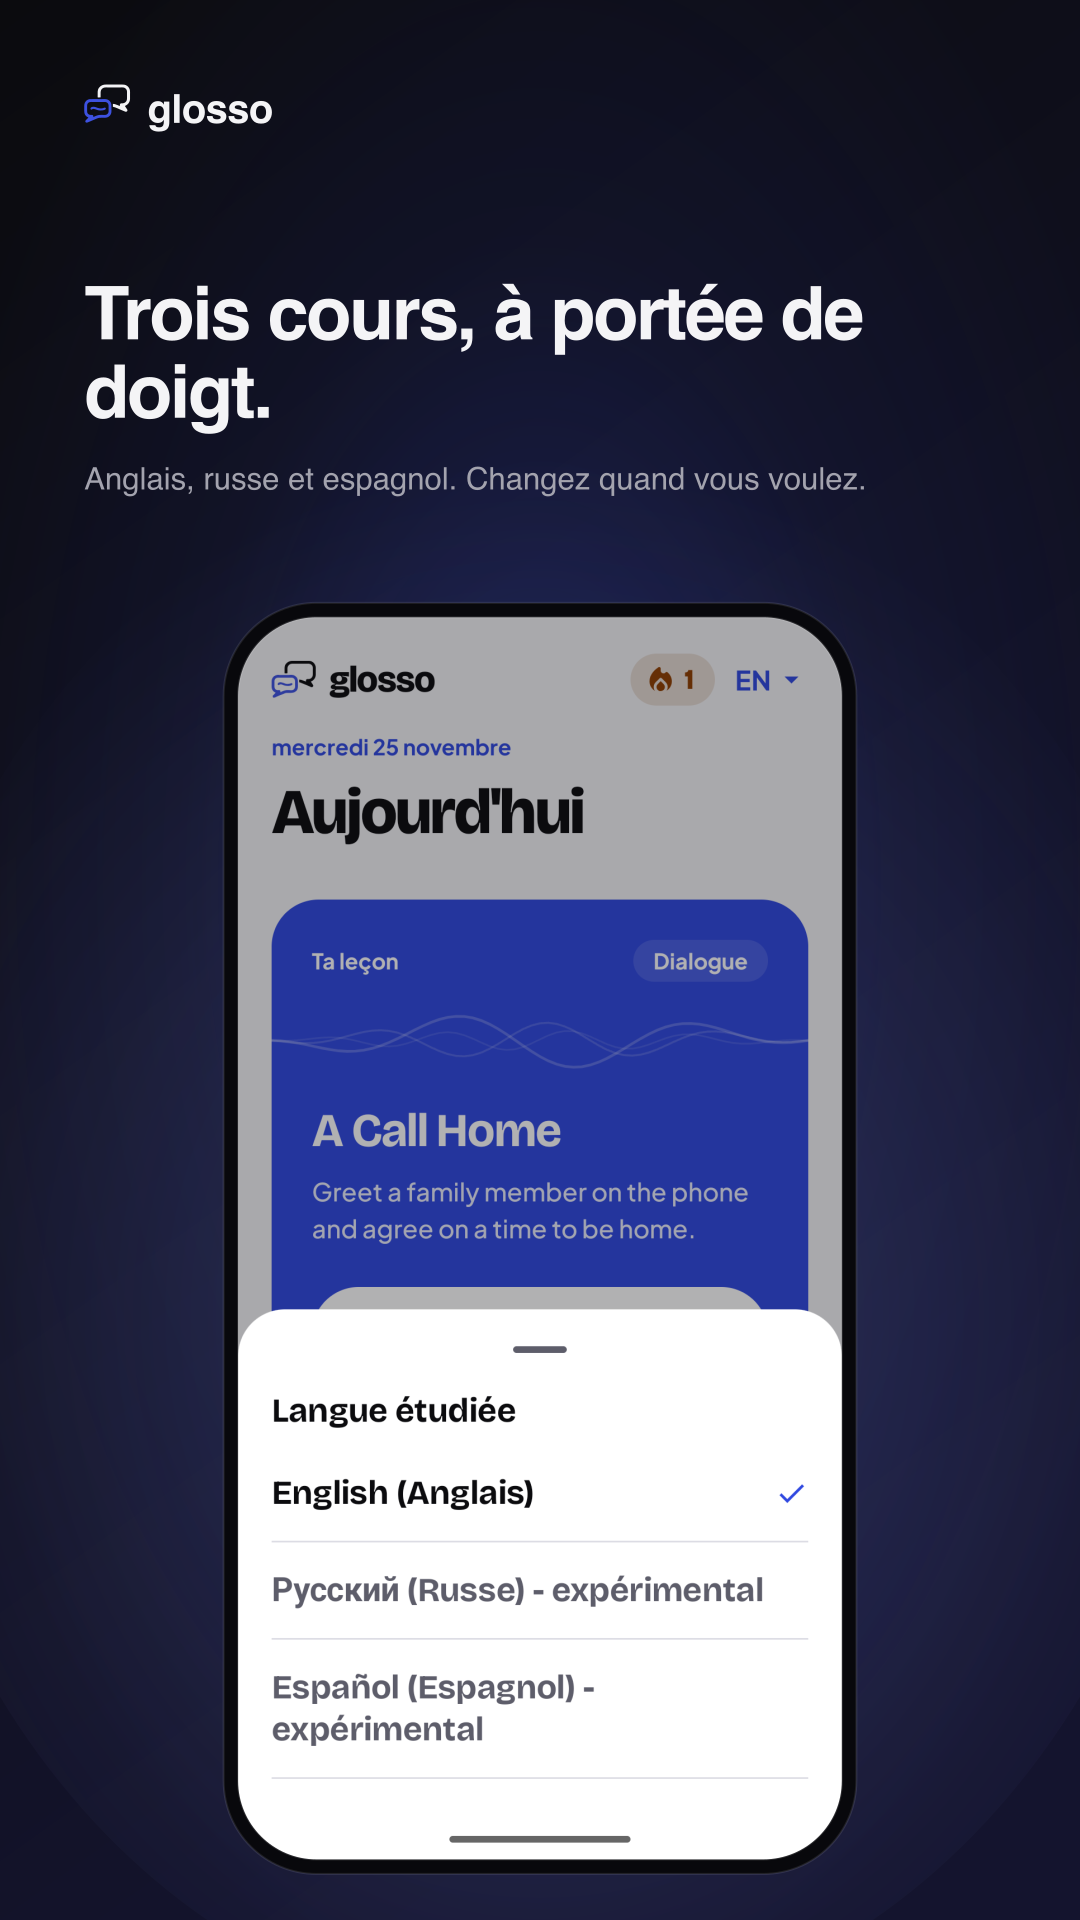 glosso
Trois cours, à portée de
doigt.
Anglais, russe et espagnol. Changez quand vous voulez.
glosso
1
EN
mercredi 25 novembre
Aujourd'hui
Ta leçon
Dialogue
A Call Home
Greet a family member on the phone
and agree on a time to be home.
Langue étudiée
English (Anglais)
Русский (Russe) - expérimental
Español (Espagnol) -
expérimental